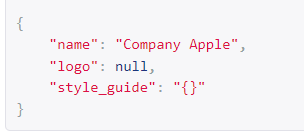 {
    "name": "Company Apple",
    "logo": null,
    "style_guide": "{}"
}